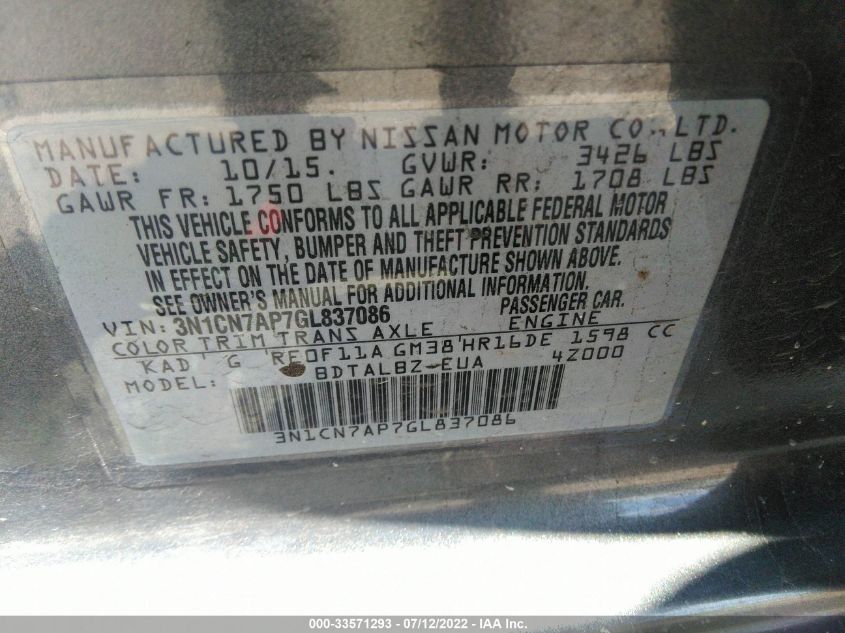 MANUFACTURED BY NISSAN MOTOR CO., LTD.
DATE: 10/15. GVWR: 3426 LBS
GAWR FR: 1750 LBS GAWR RR: 1708 LBS
THIS VEHICLE CONFORMS TO ALL APPLICABLE FEDERAL MOTOR
VEHICLE SAFETY, BUMPER AND THEFT PREVENTION STANDARDS
IN EFFECT ON THE DATE OF MANUFACTURE SHOWN ABOVE.
SEE OWNER'S MANUAL FOR ADDITIONAL INFORMATION.
VIN: 3N1CN7AP7GL837086 PASSENGER CAR.
COLOR TRIM TRANS AXLE ENGINE
KAD' G 'RE0F11A GM38'HR16DE 1598 CC
MODEL: BDTALBZ-EUA 4Z000
3N1CN7AP7GL837086
000-33571293 - 07/12/2022 - IAA Inc.